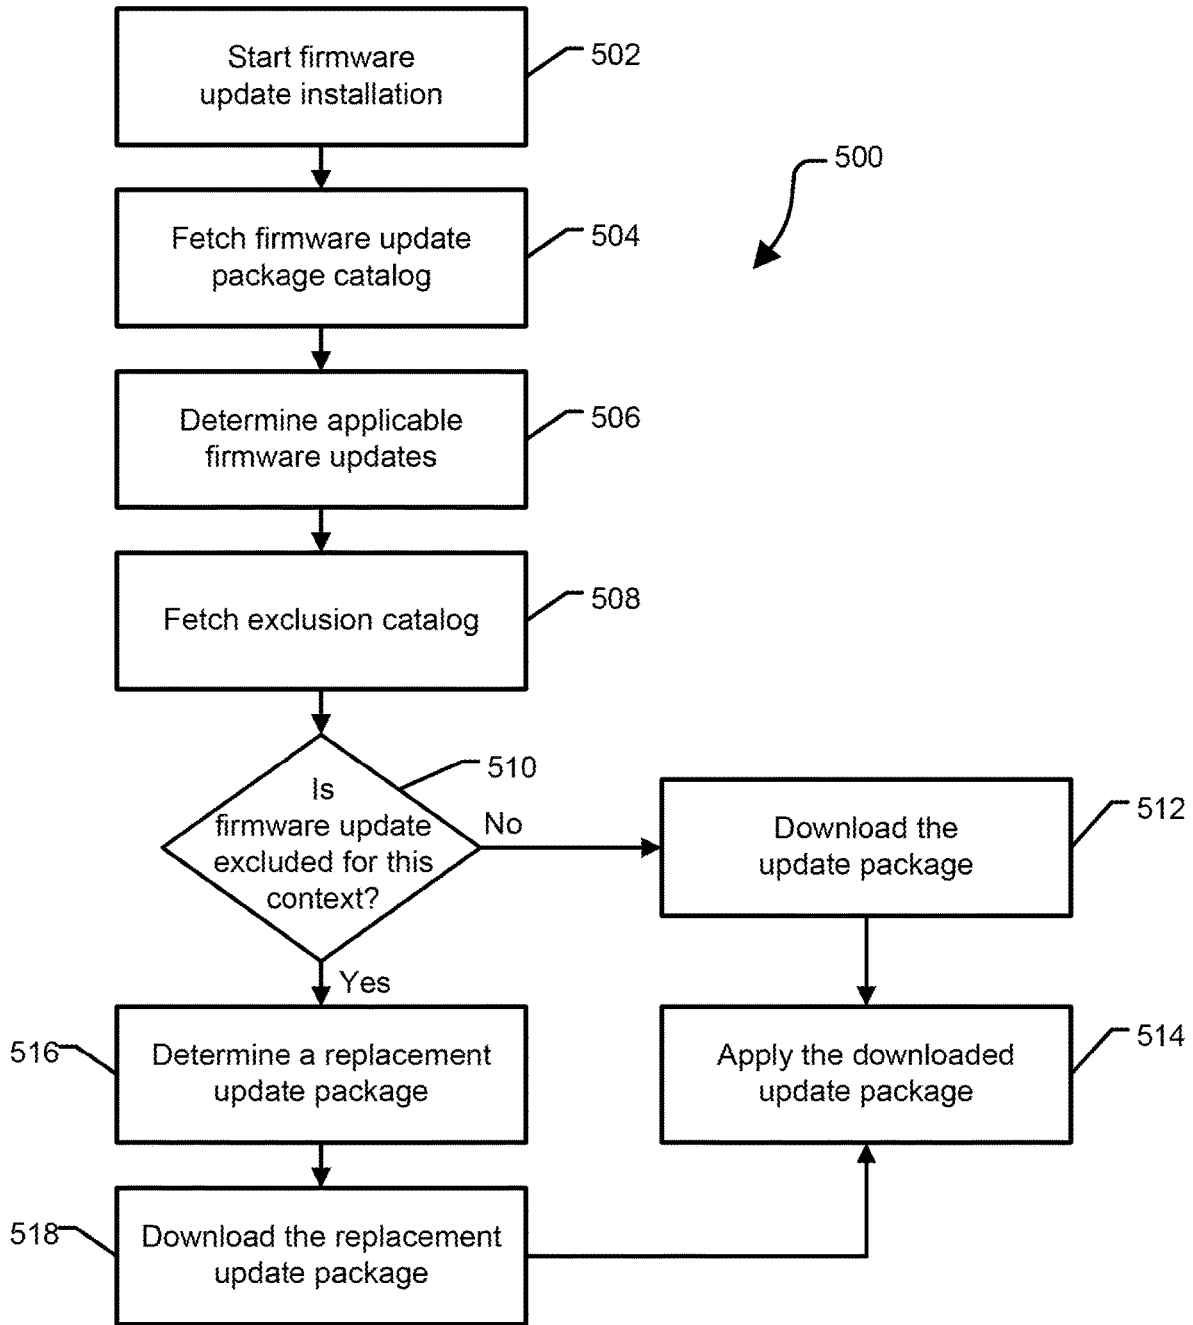 Start firmware
update installation
502
500
Fetch firmware update
package catalog
504
Determine applicable
firmware updates
506
Fetch exclusion catalog
508
Is
firmware update
excluded for this
context?
510
No
Yes
Download the
update package
512
Apply the downloaded
update package
514
516
Determine a replacement
update package
518
Download the replacement
update package